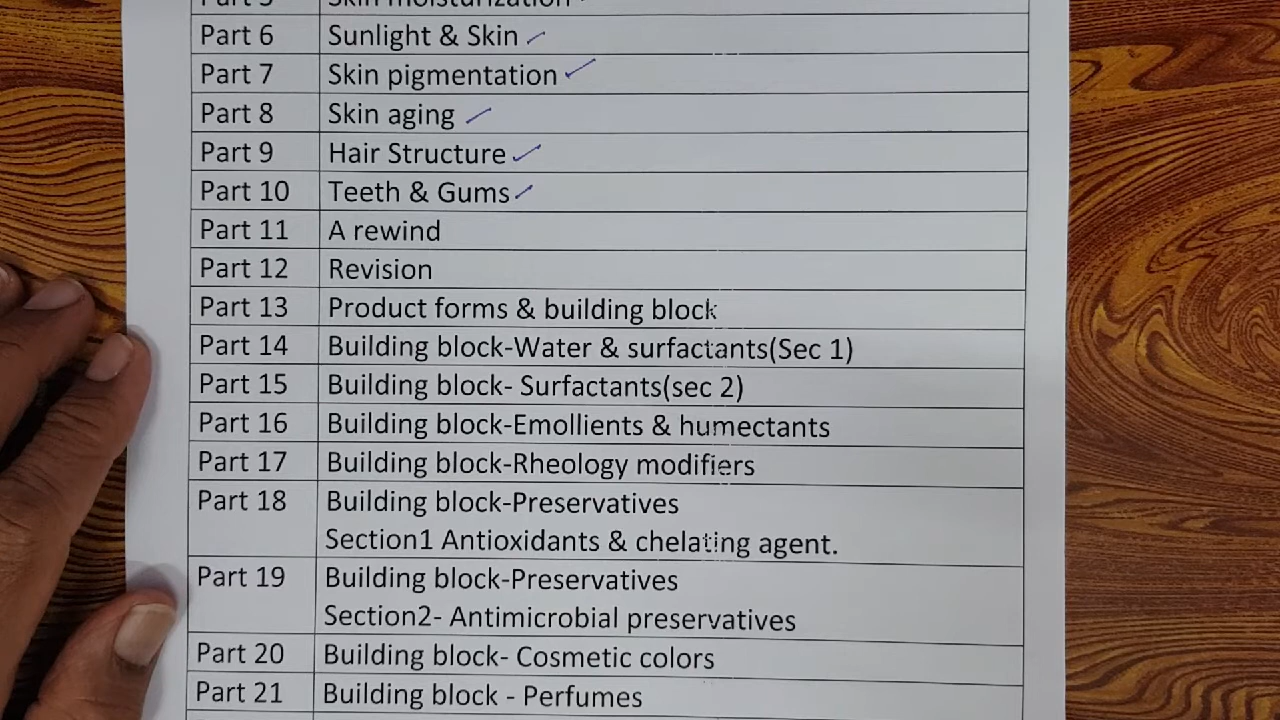 Part 5 Skin moisturization
Part 6 Sunlight & Skin
Part 7 Skin pigmentation
Part 8 Skin aging
Part 9 Hair Structure
Part 10 Teeth & Gums
Part 11 A rewind
Part 12 Revision
Part 13 Product forms & building block
Part 14 Building block-Water & surfactants(Sec 1)
Part 15 Building block- Surfactants(sec 2)
Part 16 Building block-Emollients & humectants
Part 17 Building block-Rheology modifiers
Part 18 Building block-Preservatives
Section1 Antioxidants & chelating agent.
Part 19 Building block-Preservatives
Section2- Antimicrobial preservatives
Part 20 Building block- Cosmetic colors
Part 21 Building block - Perfumes